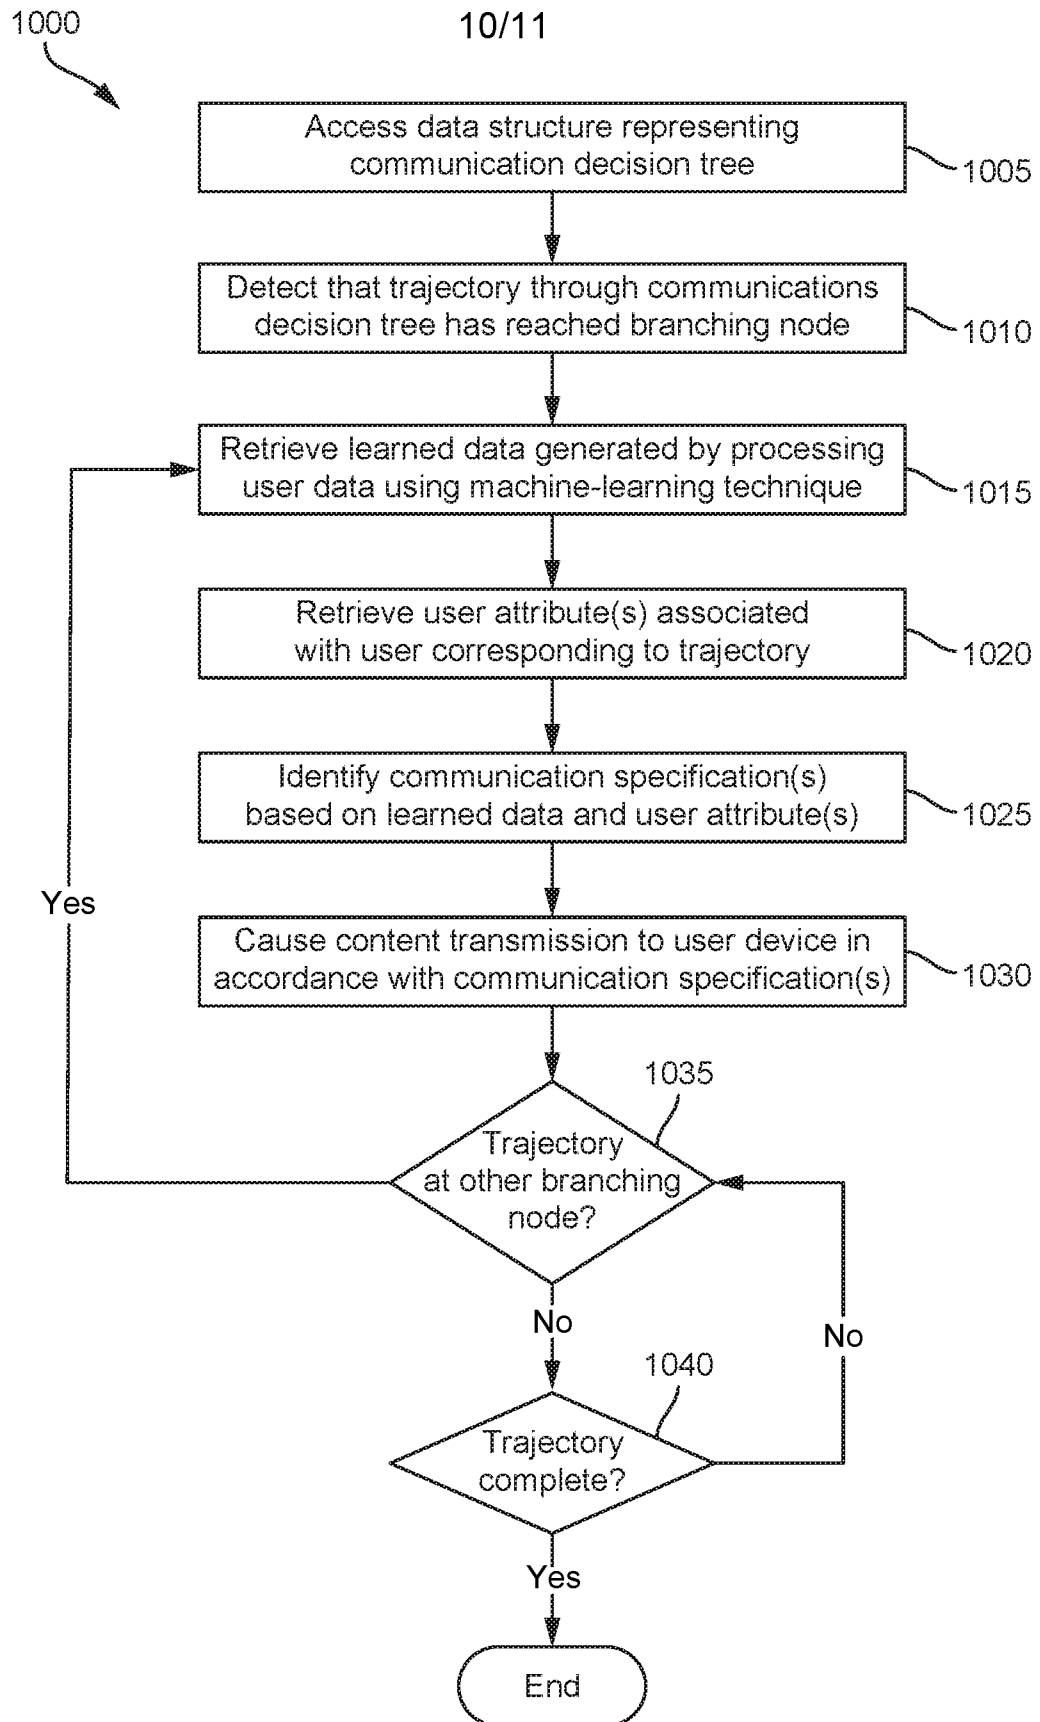 1000
10/11
Access data structure representing
communication decision tree
1005
Detect that trajectory through communications
decision tree has reached branching node
1010
Retrieve learned data generated by processing
user data using machine-learning technique
1015
Retrieve user attribute(s) associated
with user corresponding to trajectory
1020
Identify communication specification(s)
based on learned data and user attribute(s)
1025
Yes
Cause content transmission to user device in
accordance with communication specification(s)
1030
1035
Trajectory
at other branching
node?
No
No
1040
Trajectory
complete?
Yes
End